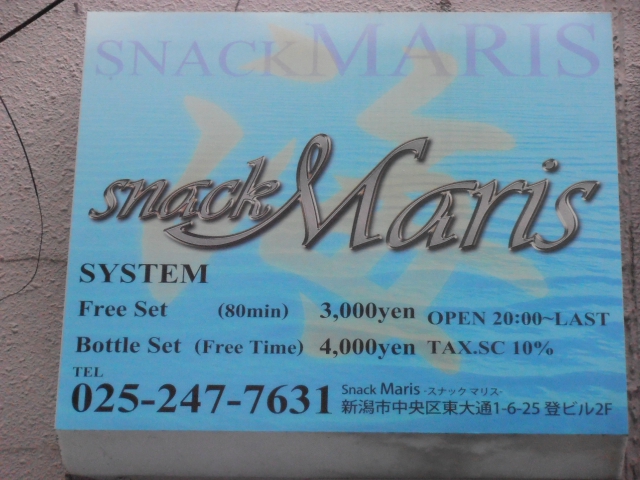 SNACK MARIS
海
snack Maris
SYSTEM
Free Set (80min) 3,000yen OPEN 20:00~LAST
Bottle Set (Free Time) 4,000yen TAX.SC 10%
TEL
025-247-7631
Snack Maris -スナック マリス-
新潟市中央区東大通1-6-25 登ビル2F